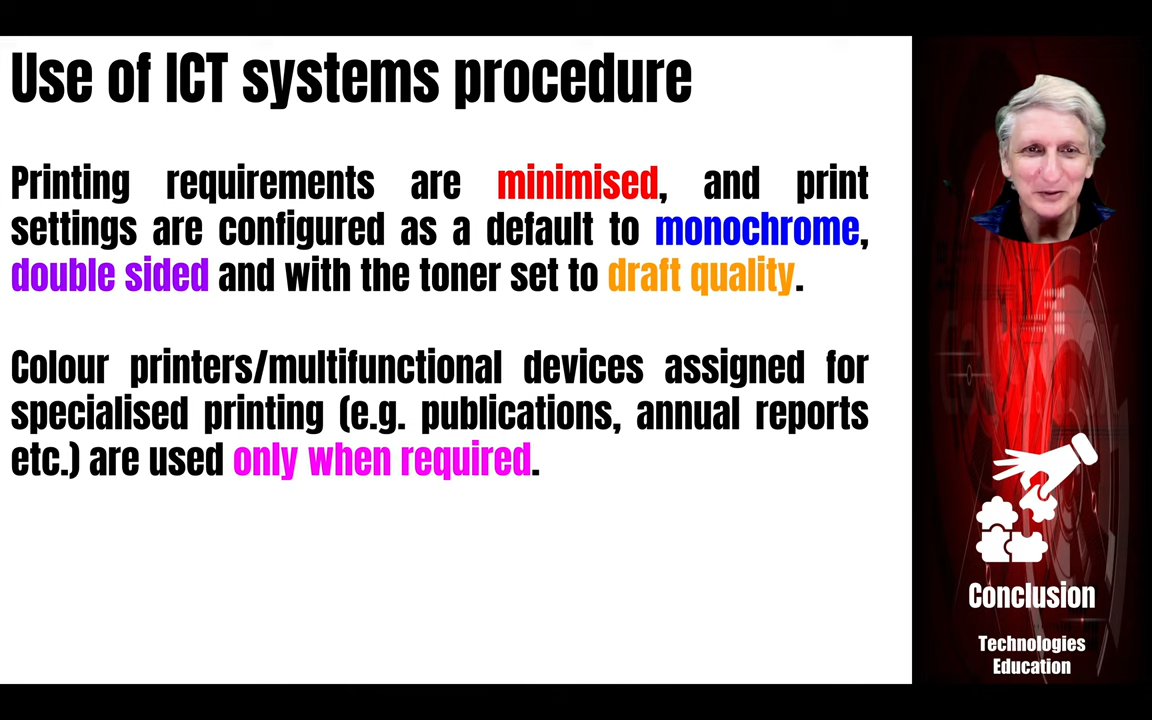 Use of ICT systems procedure
Printing requirements are minimised, and print
settings are configured as a default to monochrome,
double sided and with the toner set to draft quality.
Colour printers/multifunctional devices assigned for
specialised printing (e.g. publications, annual reports
etc.) are used only when required.
Conclusion
Technologies
Education